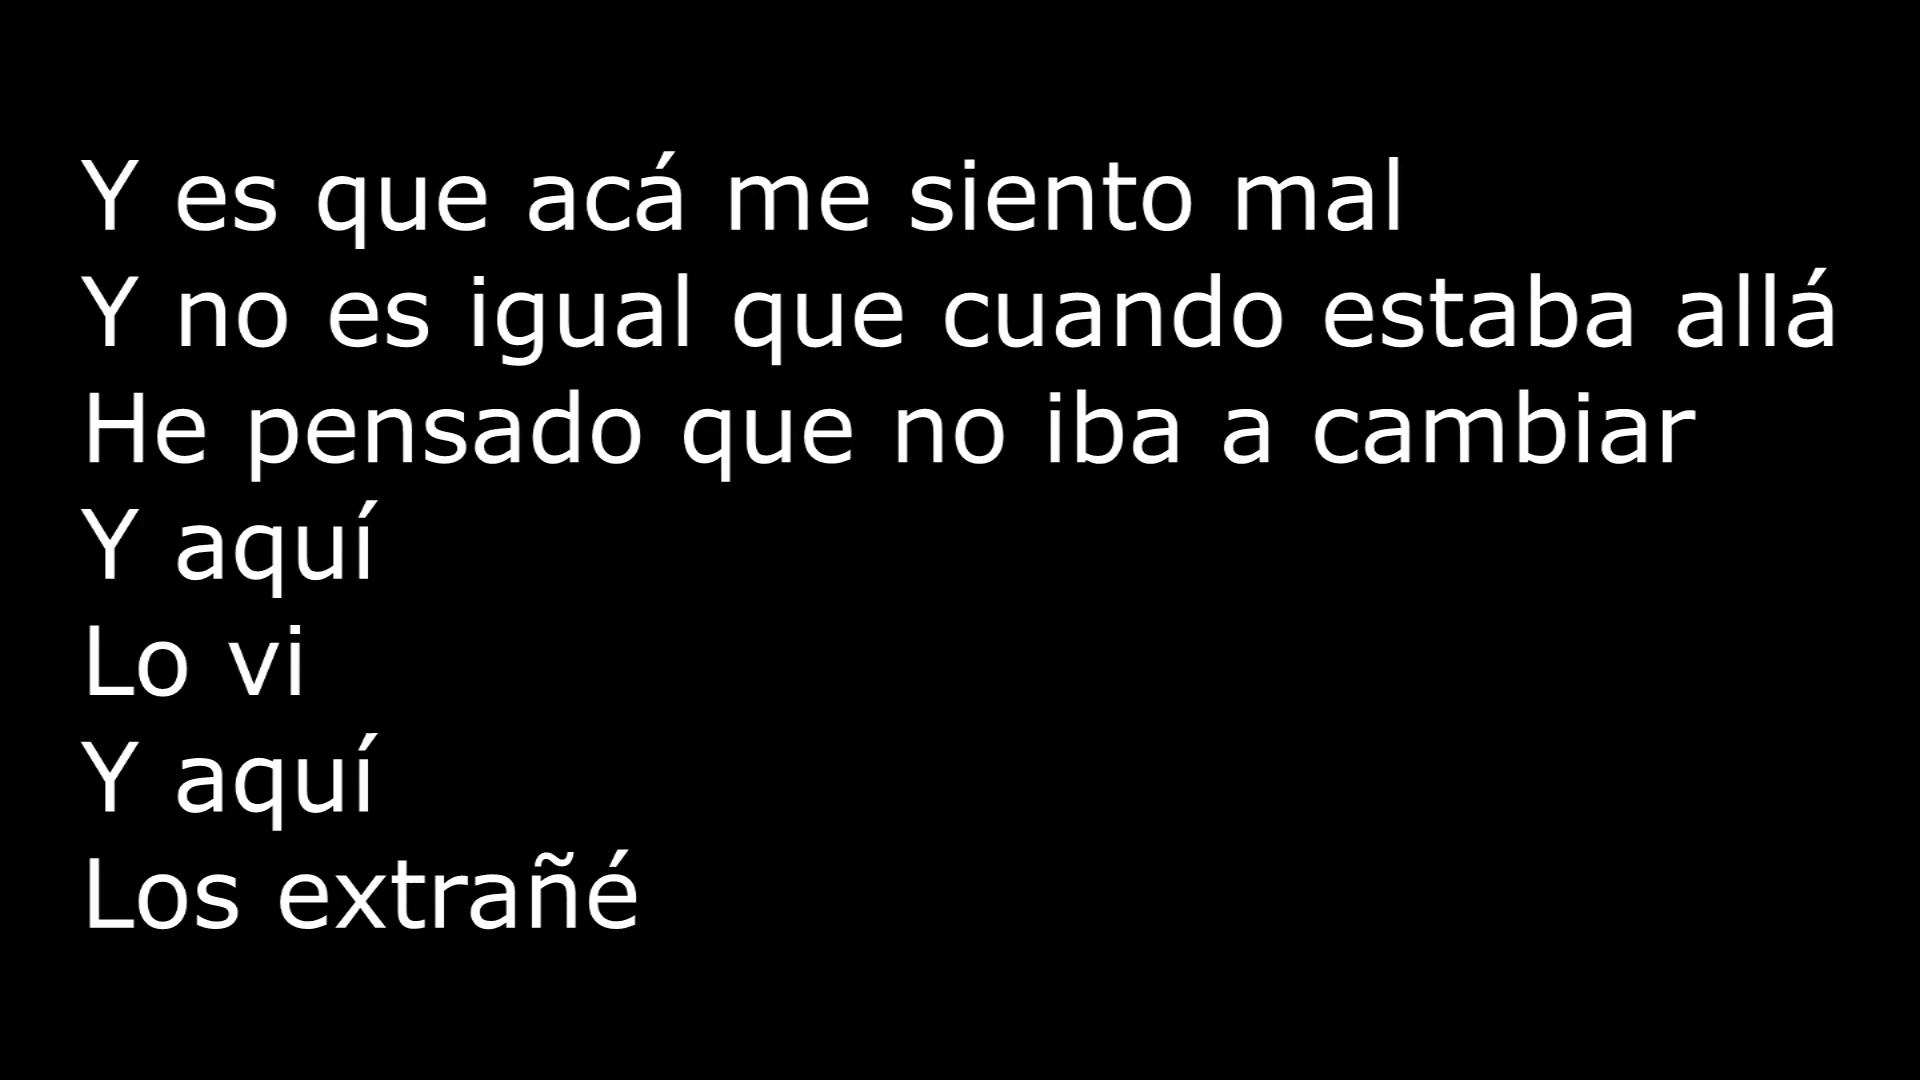 Y es que acá me siento mal
Y no es igual que cuando estaba allá
He pensado que no iba a cambiar
Y aquí
Lo vi
Y aquí
Los extrañé